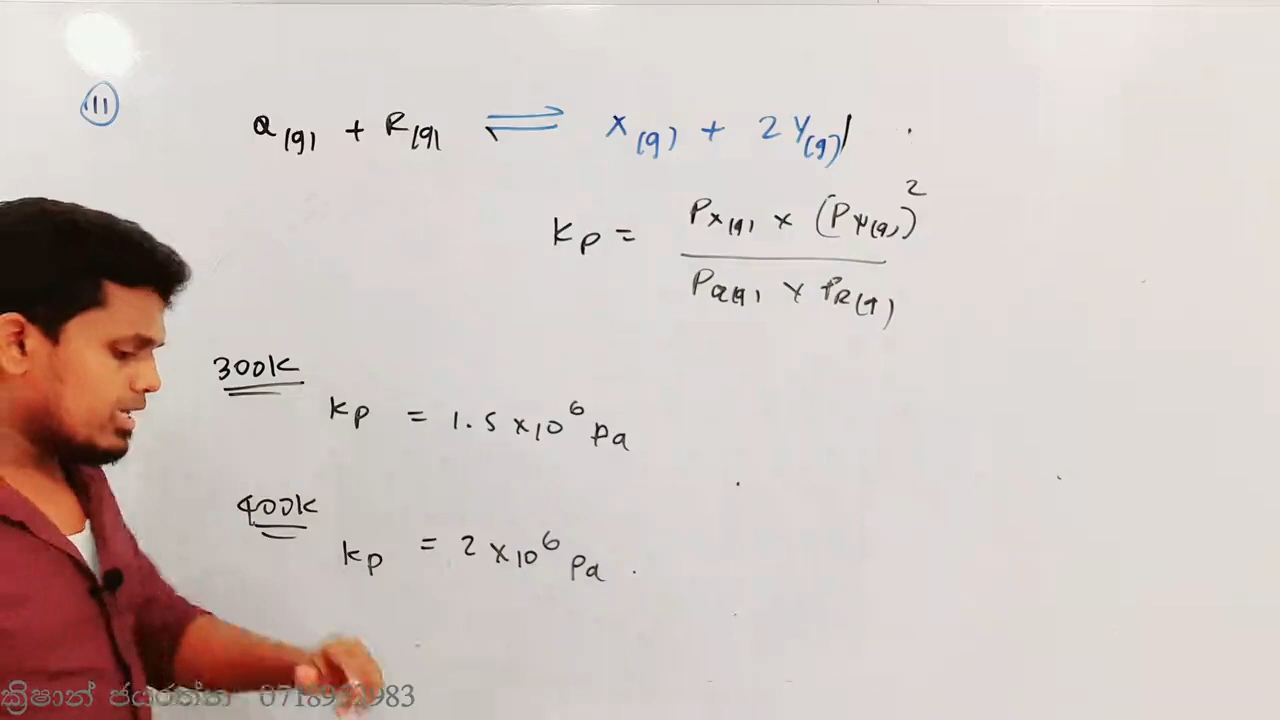 11
Q(g) + R(g) ⇌ X(g) + 2Y(g)
Kp = PX(g) × (PY(g))² / PQ(g) × PR(g)
300K
Kp = 1.5 × 10⁶ Pa
400K
Kp = 2 × 10⁶ Pa.
ක්‍රිෂාන් ජයරත්න